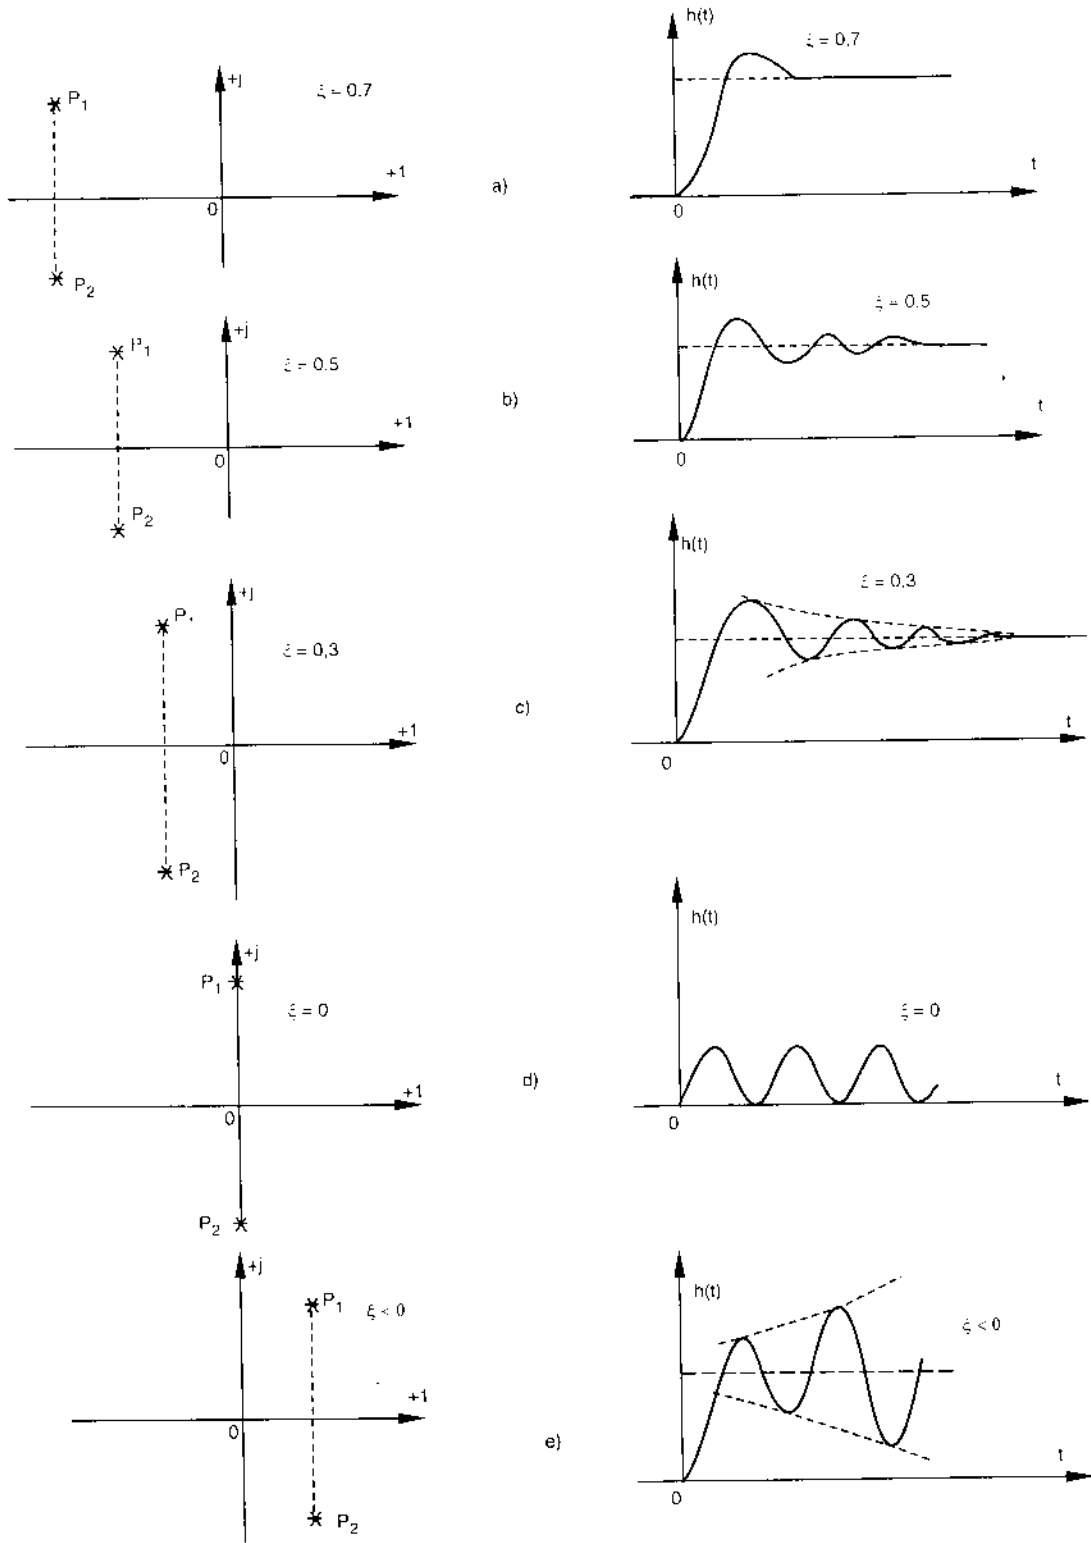 +j
ξ = 0.7
P1
+1
0
P2
a)
h(t)
ξ = 0.7
t
0
+j
P1
ξ = 0.5
+1
0
P2
b)
h(t)
ξ = 0.5
t
0
+j
P1
ξ = 0,3
+1
0
P2
c)
h(t)
ξ = 0,3
t
0
+j
P1
ξ = 0
+1
0
P2
d)
h(t)
ξ = 0
t
0
+j
P1
ξ < 0
+1
0
P2
e)
h(t)
ξ < 0
t
0